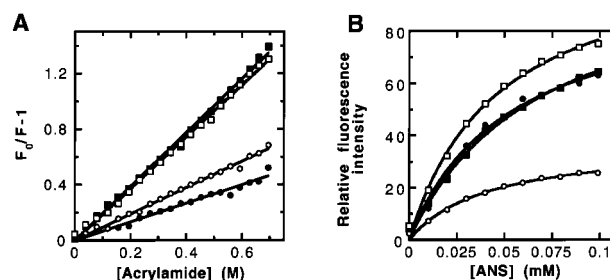 A
F0/F-1
1.2
0.8
0.4
0
0 0.2 0.4 0.6
[Acrylamide] (M)
B
Relative fluorescence
intensity
80
60
40
20
0
0 0.025 0.05 0.075 0.1
[ANS] (mM)